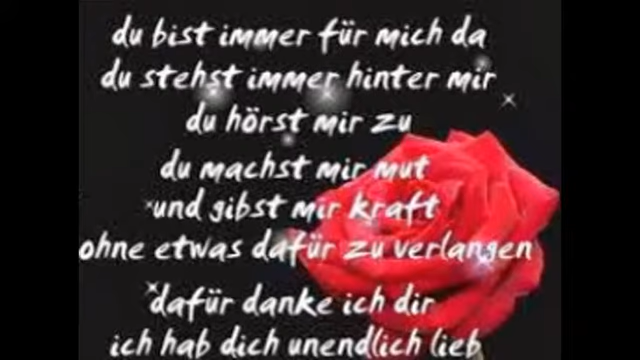 du bist immer für mich da
du stehst immer hinter mir
du hörst mir zu
du machst mir mut
und gibst mir kraft
ohne etwas dafür zu verlangen
dafür danke ich dir
ich hab dich unendlich lieb